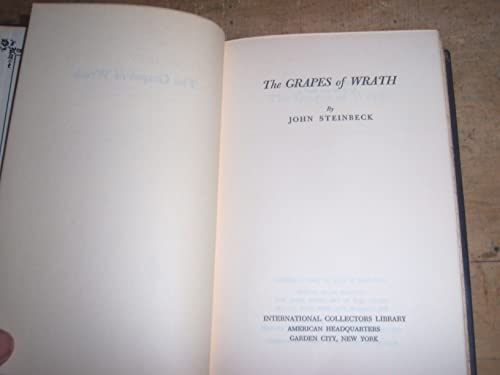 The GRAPES of WRATH
By
JOHN STEINBECK
INTERNATIONAL COLLECTORS LIBRARY
AMERICAN HEADQUARTERS
GARDEN CITY, NEW YORK